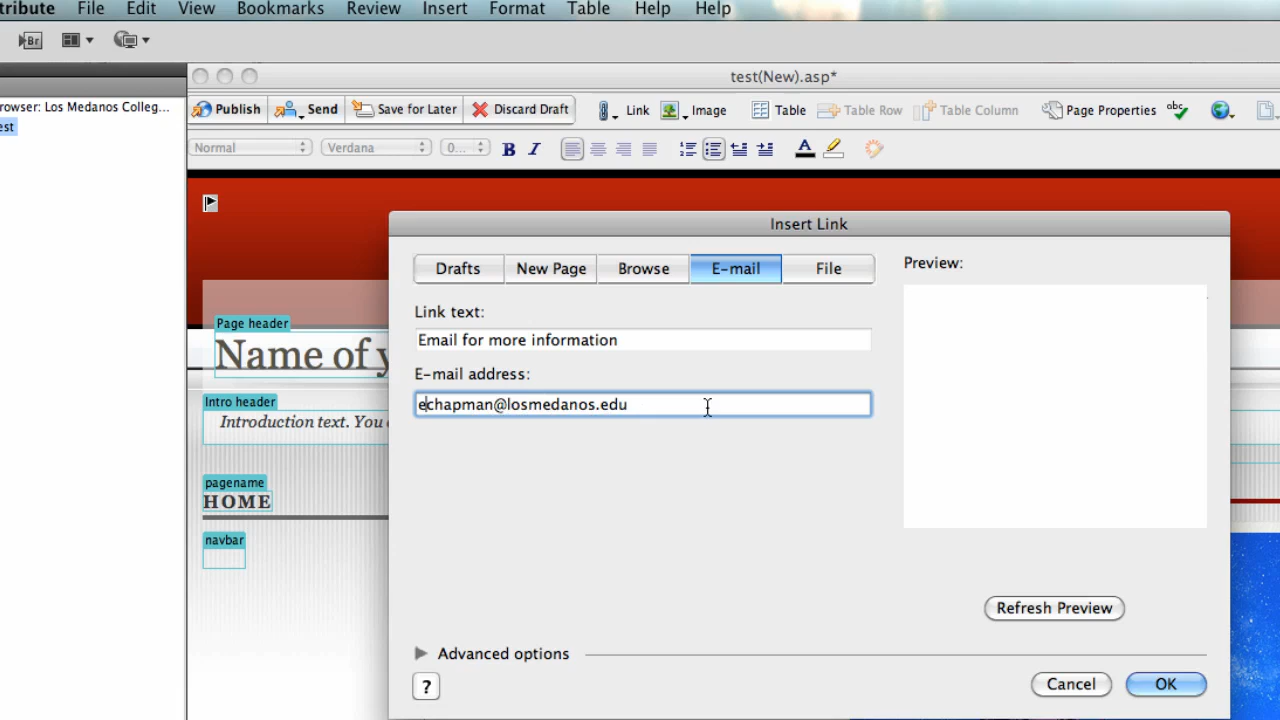 tribute File Edit View Bookmarks Review Insert Format Table Help Help
Br
test(New).asp*
rowser: Los Medanos Colleg...
est
Publish Send Save for Later Discard Draft Link Image Table Table Row Table Column Page Properties abc
Normal Verdana 0... B I A
Insert Link
Drafts New Page Browse E-mail File
Preview:
Link text:
Email for more information
E-mail address:
echapman@losmedanos.edu
Page header
Name of y
Intro header
Introduction text. You
pagename
HOME
navbar
Refresh Preview
Advanced options
?
Cancel OK